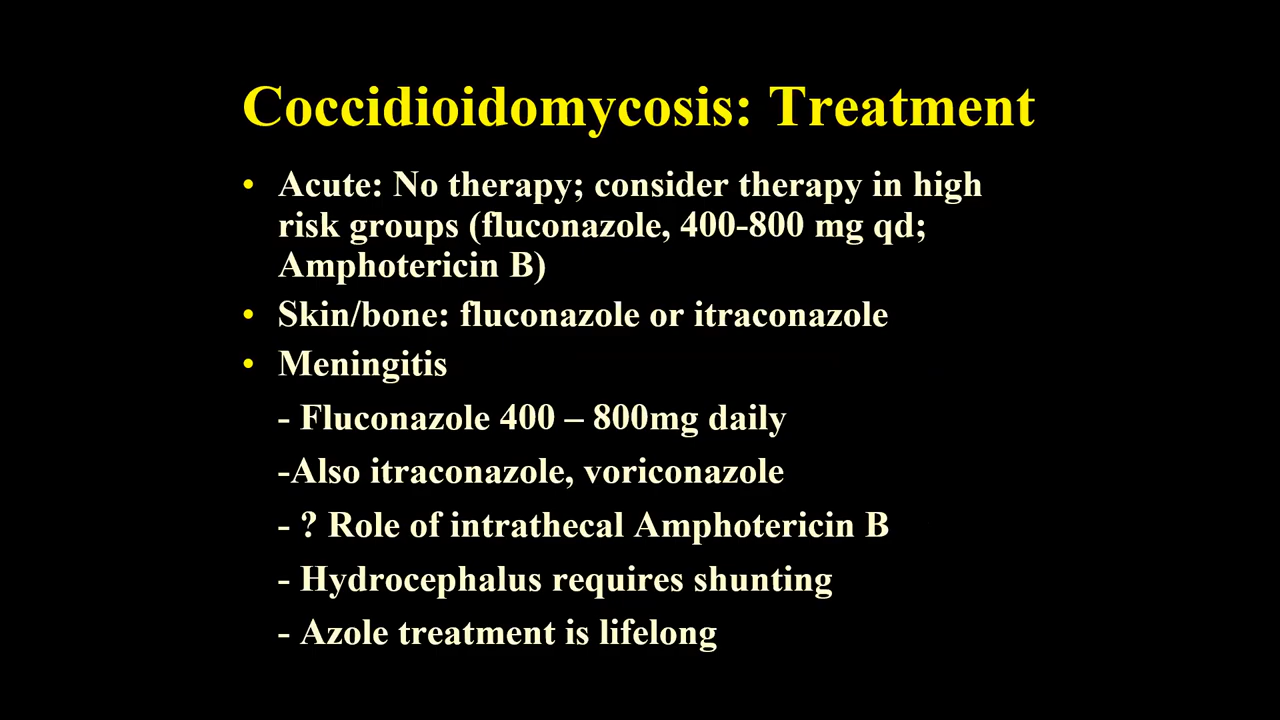 Coccidioidomycosis: Treatment
• Acute: No therapy; consider therapy in high
risk groups (fluconazole, 400-800 mg qd;
Amphotericin B)
• Skin/bone: fluconazole or itraconazole
• Meningitis
- Fluconazole 400 – 800mg daily
-Also itraconazole, voriconazole
- ? Role of intrathecal Amphotericin B
- Hydrocephalus requires shunting
- Azole treatment is lifelong